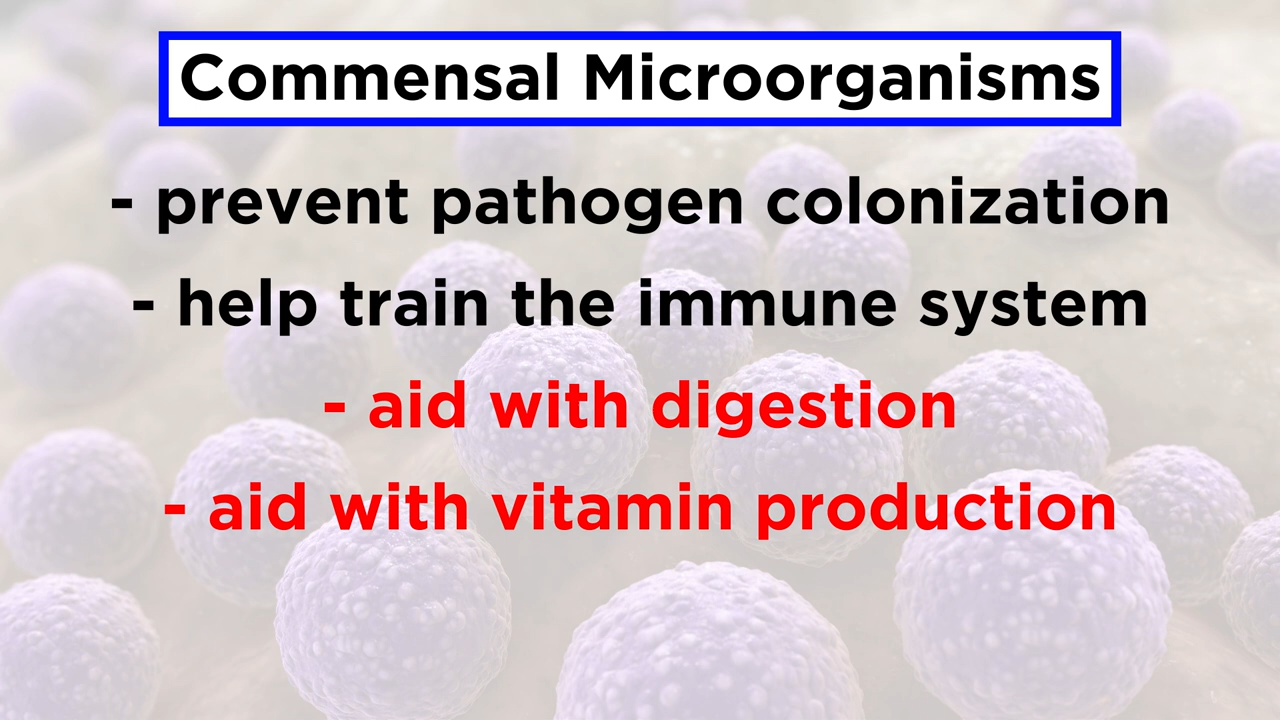 Commensal Microorganisms
- prevent pathogen colonization
- help train the immune system
- aid with digestion
- aid with vitamin production